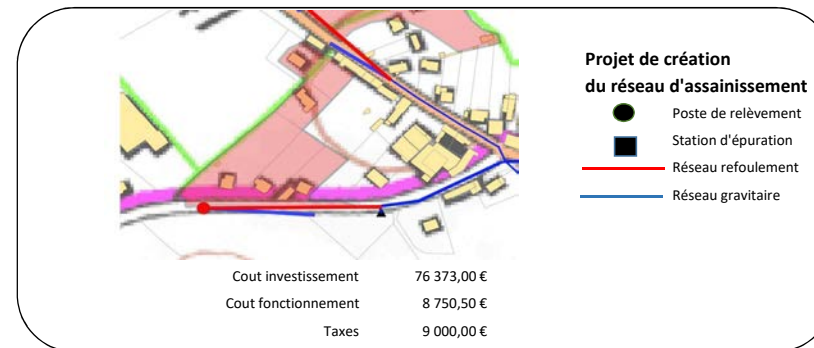 Projet de création
du réseau d'assainissement
Poste de relèvement
Station d'épuration
Réseau refoulement
Réseau gravitaire
Cout investissement 76 373,00 €
Cout fonctionnement 8 750,50 €
Taxes 9 000,00 €